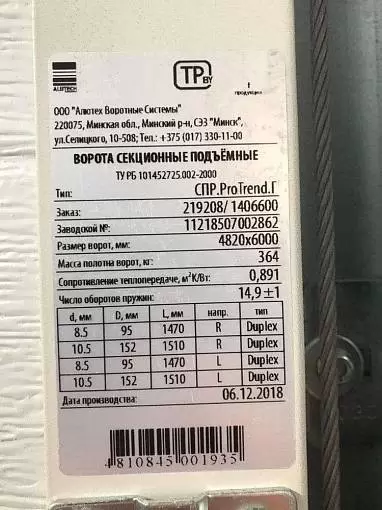 ALUTECH
TP BY
продукции
ООО "Алютех Воротные Системы"
220075, Минская обл., Минский р-н, СЭЗ "Минск",
ул.Селицкого, 10-508; Тел.: +375 (017) 330-11-00
ВОРОТА СЕКЦИОННЫЕ ПОДЪЁМНЫЕ
ТУ РБ 101452725.002-2000
Тип: СПР.ProTrend.Г
Заказ: 219208/ 1406600
Заводской №: 11218507002862
Размер ворот, мм: 4820x6000
Масса полотна ворот, кг: 364
Сопротивление теплопередаче, м²К/Вт: 0,891
Число оборотов пружин: 14,9 ±1
d, мм D, мм L, мм напр. тип
8.5 95 1470 R Duplex
10.5 152 1510 R Duplex
8.5 95 1470 L Duplex
10.5 152 1510 L Duplex
Дата производства: 06.12.2018
4 810845 001935